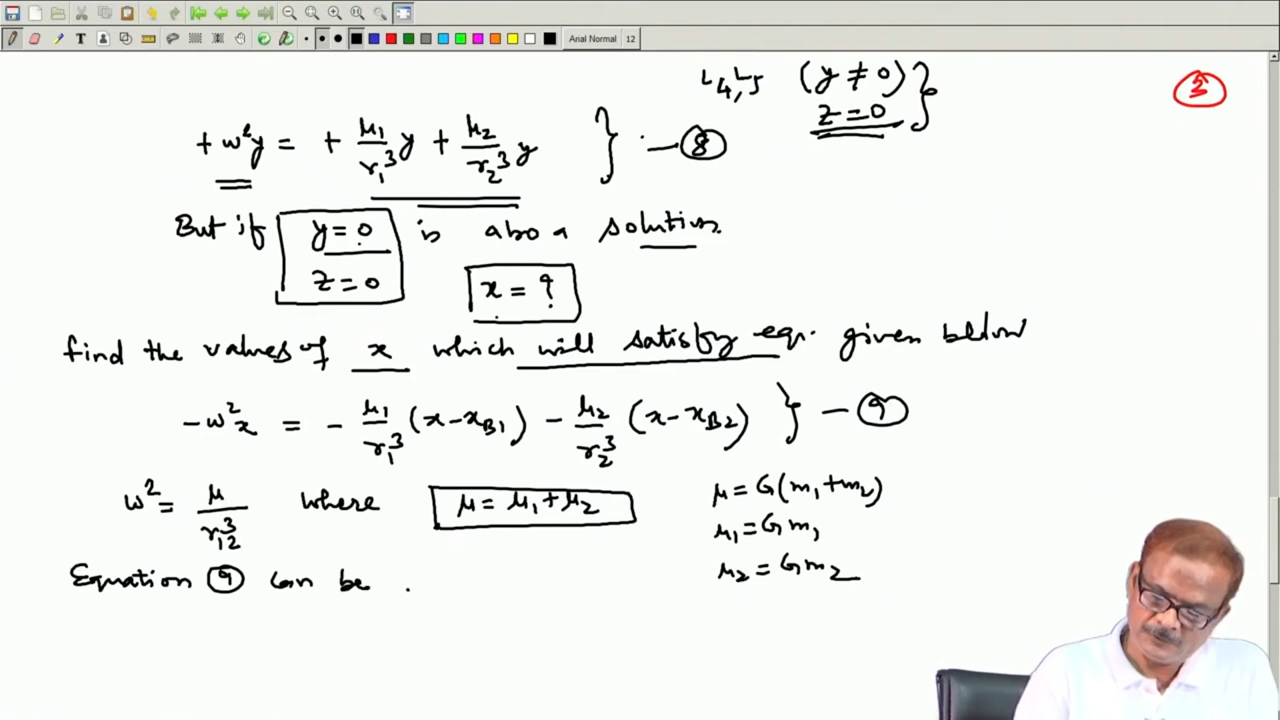 Arial Normal 12
L4, L5 (y ≠ 0)
z = 0
5
+ ω²y = + μ1/r1³ y + μ2/r2³ y } — 8
But if y = 0 is also a solution.
z = 0
x = ?
find the values of x which will satisfy eqn. given below
-ω²x = - μ1/r1³ (x - xB1) - μ2/r2³ (x - xB2) } — 9
ω² = μ/r12³ where μ = μ1 + μ2
μ = G(m1 + m2)
μ1 = Gm1
μ2 = Gm2
Equation 9 can be .